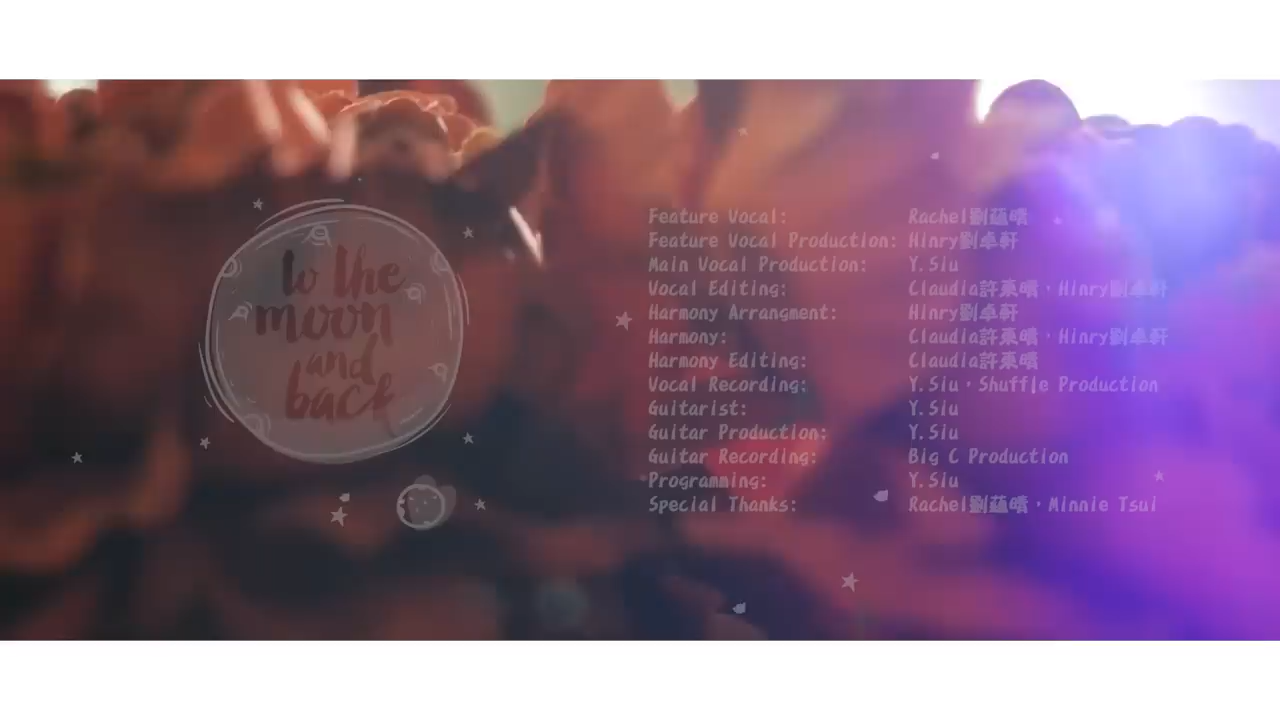 to the
moon
and
back
Feature Vocal: Rachel劉蘊晴
Feature Vocal Production: Hinry劉卓軒
Main Vocal Production: Y.Siu
Vocal Editing: Claudia許菉晴，Hinry劉卓軒
Harmony Arrangment: Hinry劉卓軒
Harmony: Claudia許菉晴，Hinry劉卓軒
Harmony Editing: Claudia許菉晴
Vocal Recording: Y.Siu，Shuffle Production
Guitarist: Y.Siu
Guitar Production: Y.Siu
Guitar Recording: Big C Production
Programming: Y.Siu
Special Thanks: Rachel劉蘊晴，Minnie Tsui